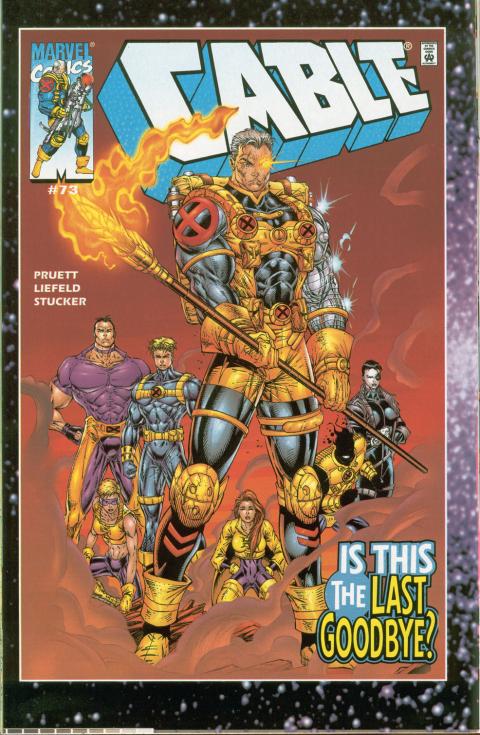 MARVEL
COMICS
CABLE®
#73
PRUETT
LIEFELD
STUCKER
IS THIS
THE LAST
GOODBYE?